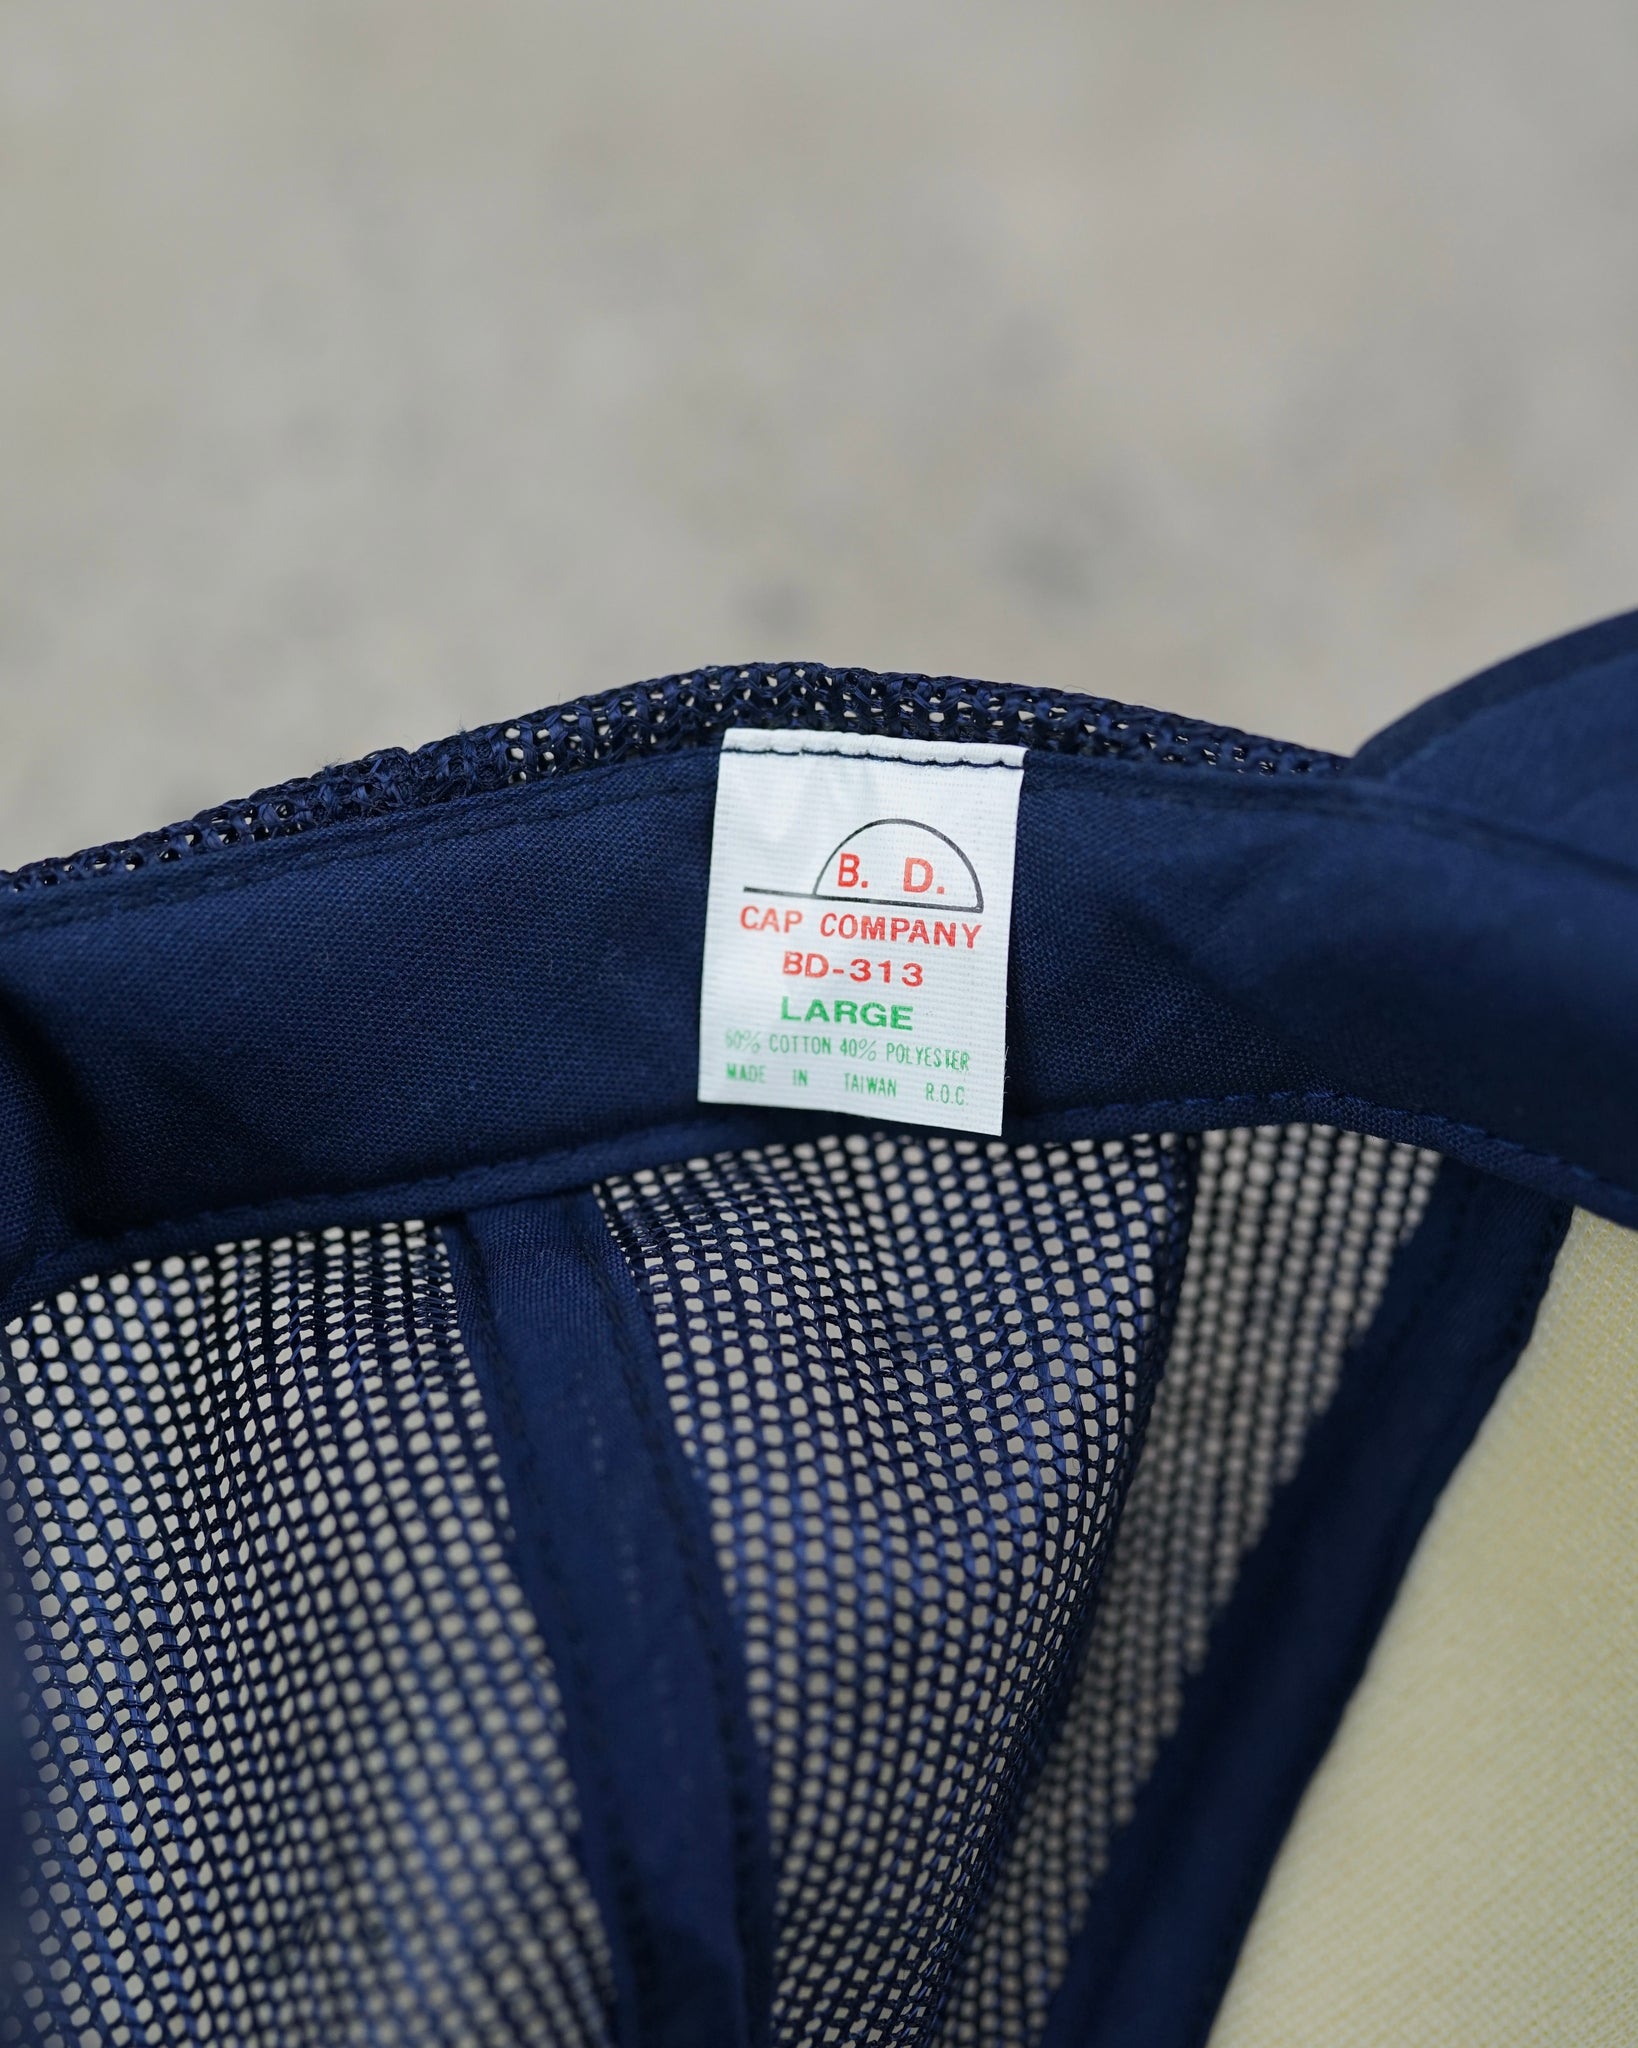 B. D.
CAP COMPANY
BD-313
LARGE
60% COTTON 40% POLYESTER
MADE IN TAIWAN R.O.C.